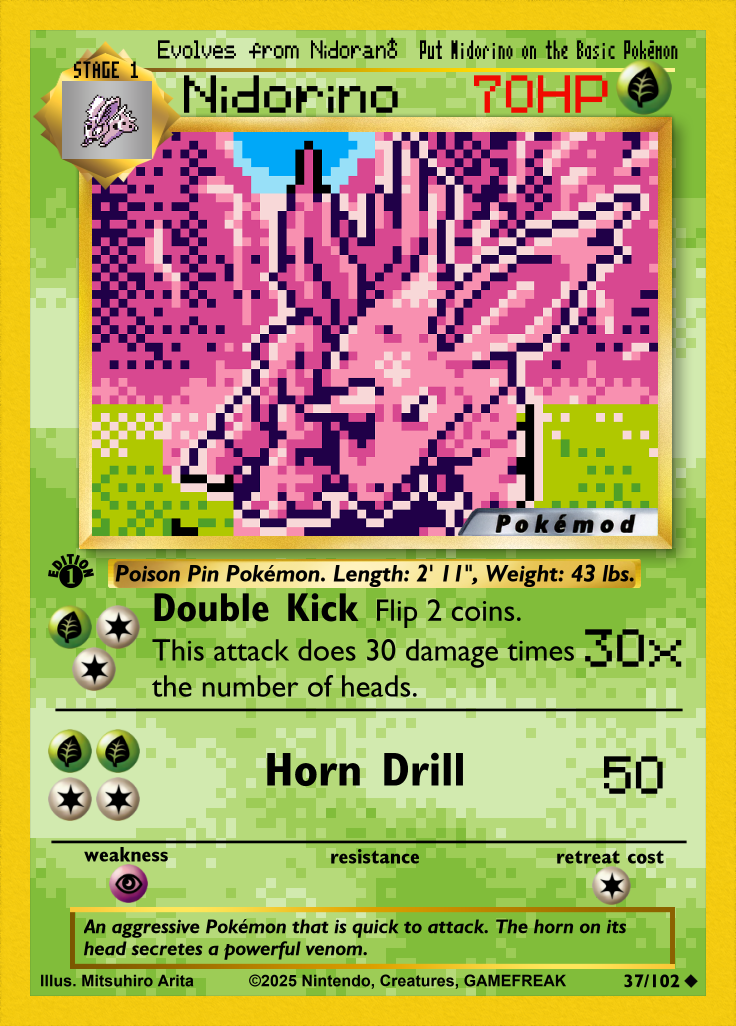 Evolves from Nidoran♂ Put Nidorino on the Basic Pokémon
STAGE 1
Nidorino 70HP
Pokémod
EDITION
1
Poison Pin Pokémon. Length: 2' 11", Weight: 43 lbs.
Double Kick Flip 2 coins.
This attack does 30 damage times 30x
the number of heads.
Horn Drill 50
weakness resistance retreat cost
An aggressive Pokémon that is quick to attack. The horn on its
head secretes a powerful venom.
Illus. Mitsuhiro Arita ©2025 Nintendo, Creatures, GAMEFREAK 37/102 ◆